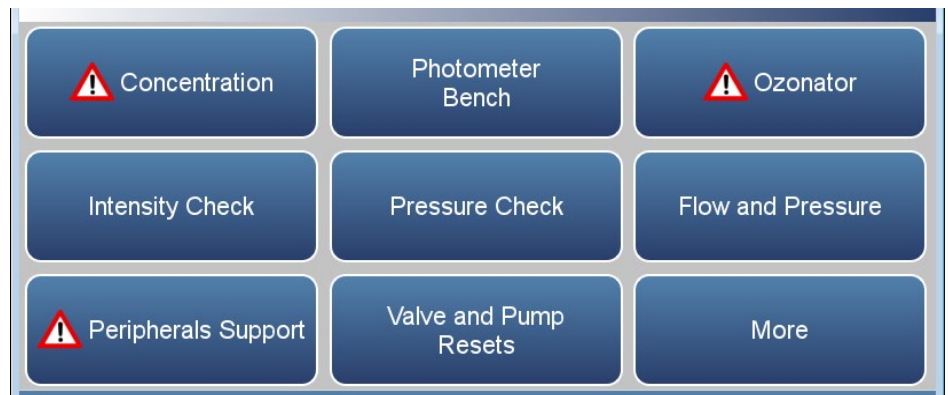 Concentration
Photometer
Bench
Ozonator
Intensity Check
Pressure Check
Flow and Pressure
Peripherals Support
Valve and Pump
Resets
More